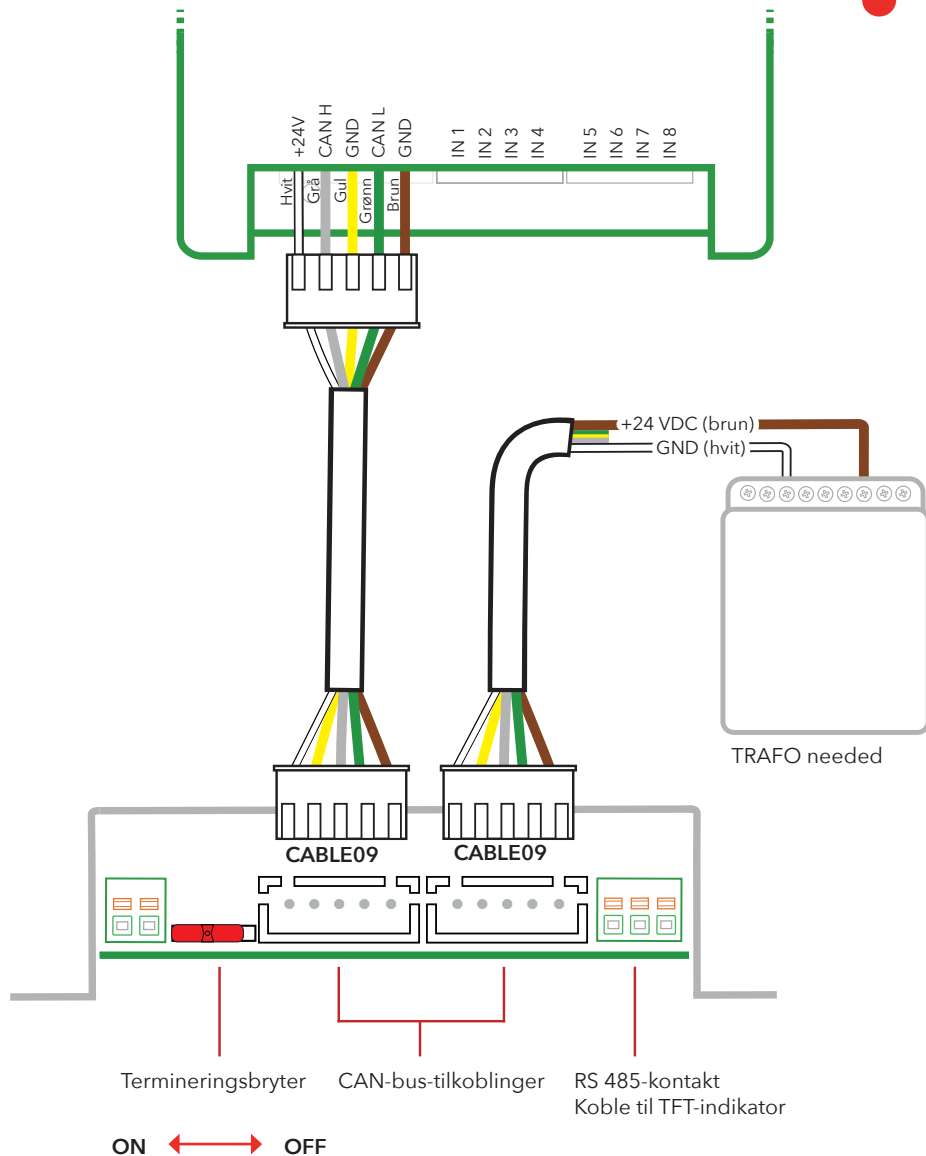 +24V
CAN H
GND
CAN L
GND
IN 1
IN 2
IN 3
IN 4
IN 5
IN 6
IN 7
IN 8
Hvit
Grå
Gul
Grønn
Brun
+24 VDC (brun)
GND (hvit)
TRAFO needed
CABLE09
CABLE09
Termineringsbryter
CAN-bus-tilkoblinger
RS 485-kontakt
Koble til TFT-indikator
ON
OFF